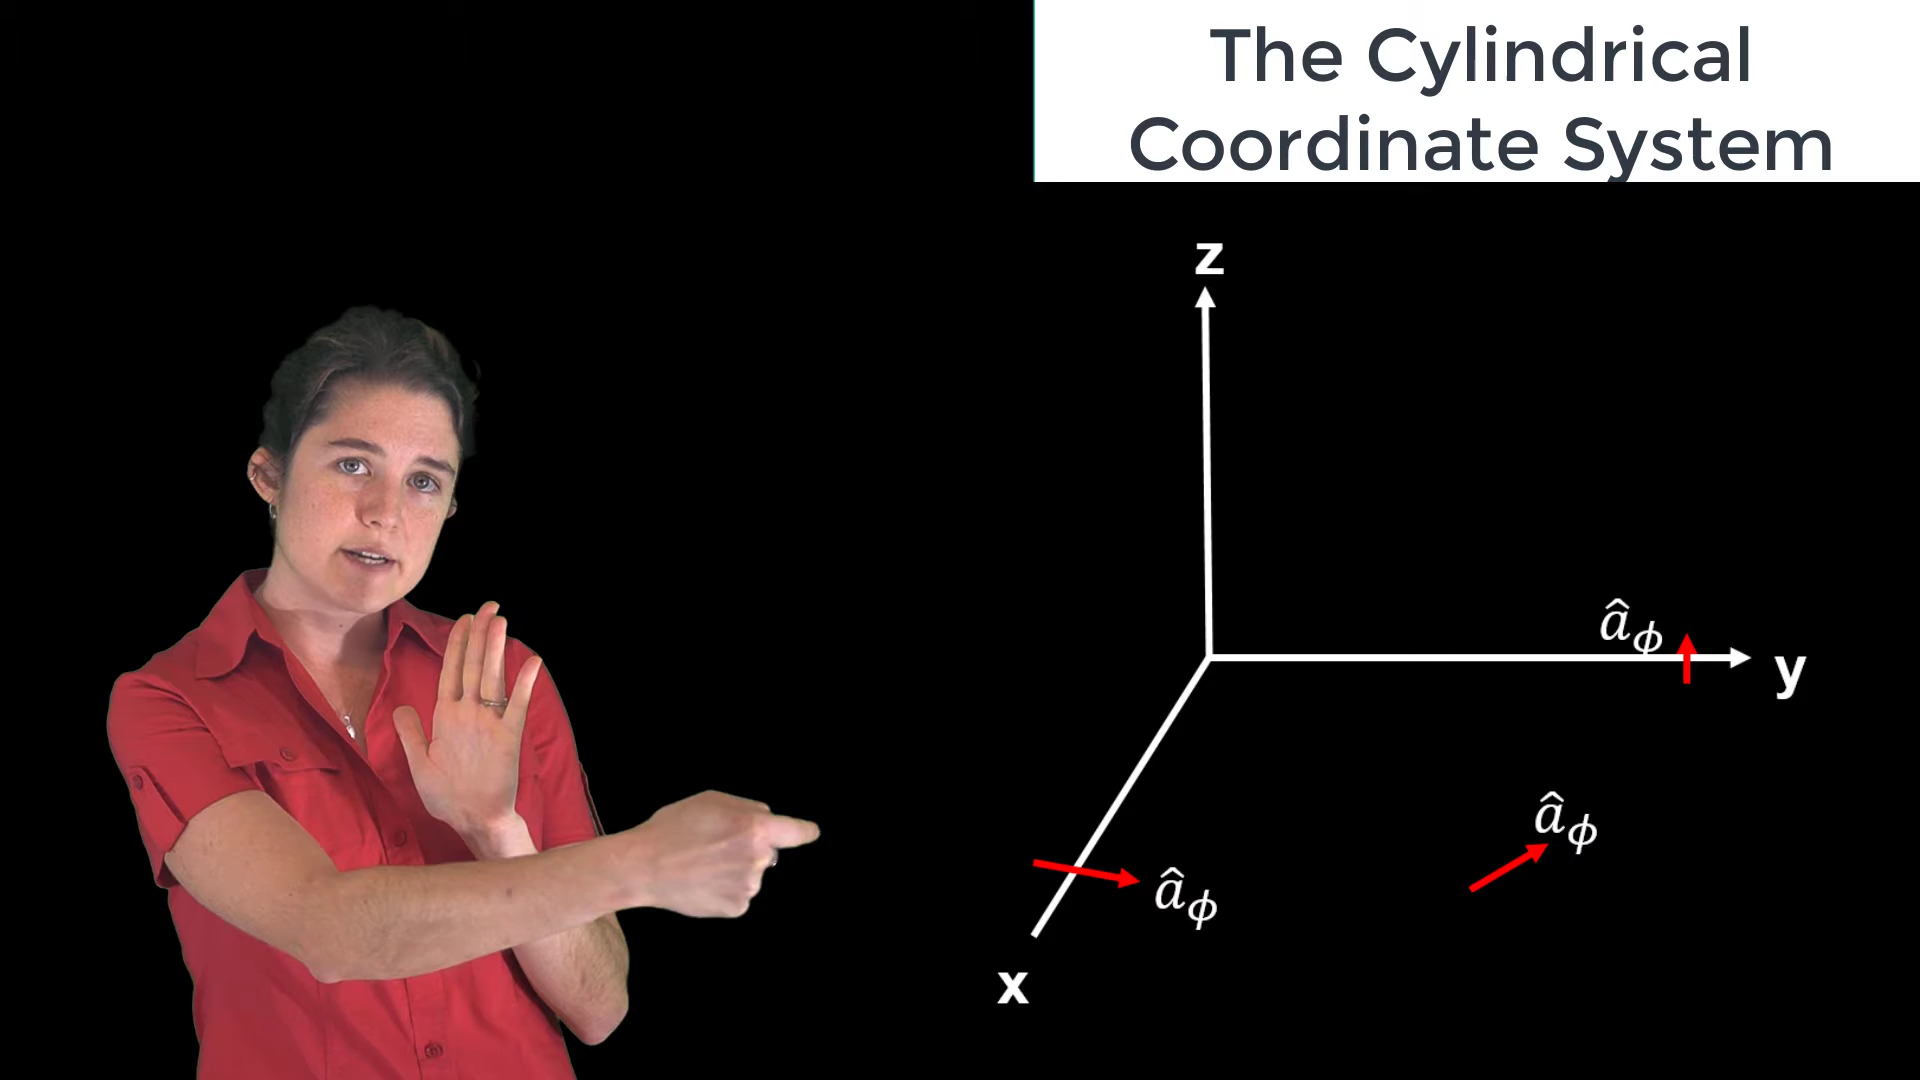 The Cylindrical
Coordinate System
z
â_ϕ
y
â_ϕ
â_ϕ
x